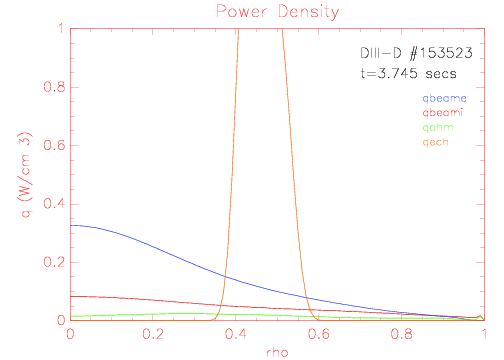 Power Density
DIII-D #153523
t=3.745 secs
qbeame
qbeami
qohm
qech
q (W/cm 3)
1
0.8
0.6
0.4
0.2
0
0 0.2 0.4 0.6 0.8 1
rho